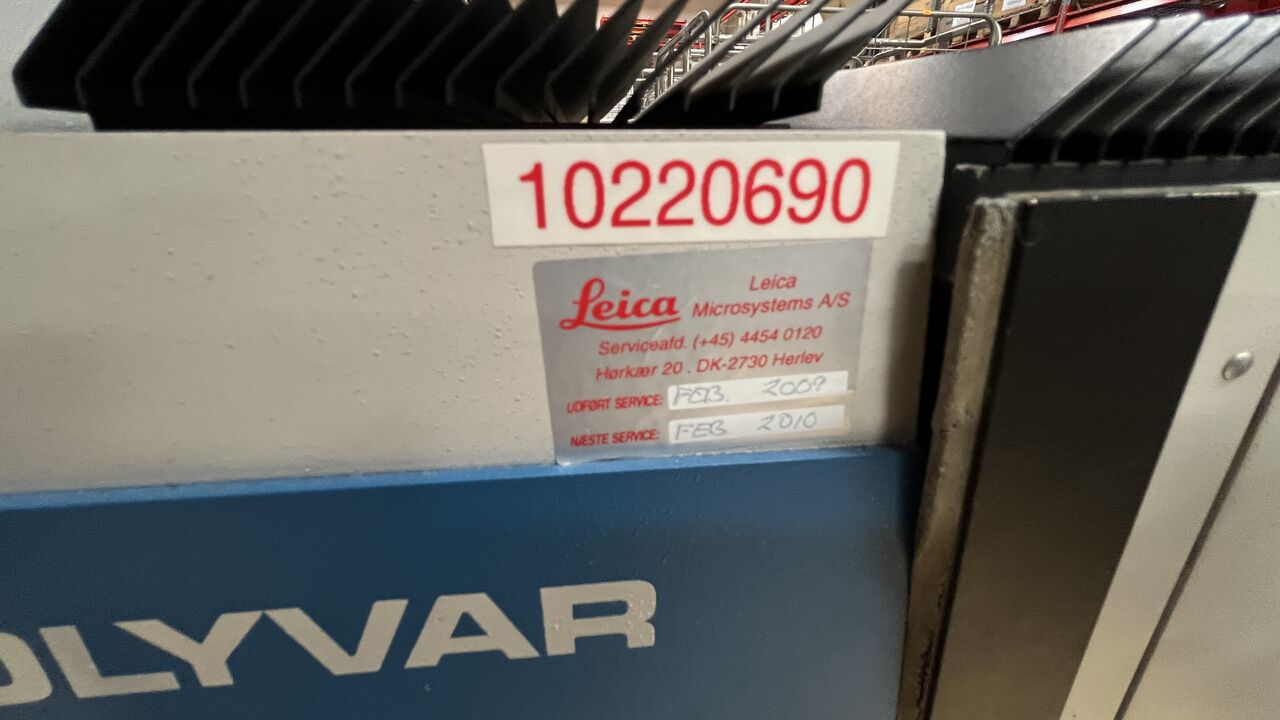 10220690
Leica
Leica
Microsystems A/S
Serviceafd. (+45) 4454 0120
Hørkær 20 . DK-2730 Herlev
UDFØRT SERVICE: FEB. 2009
NÆSTE SERVICE: FEB 2010
OLYVAR